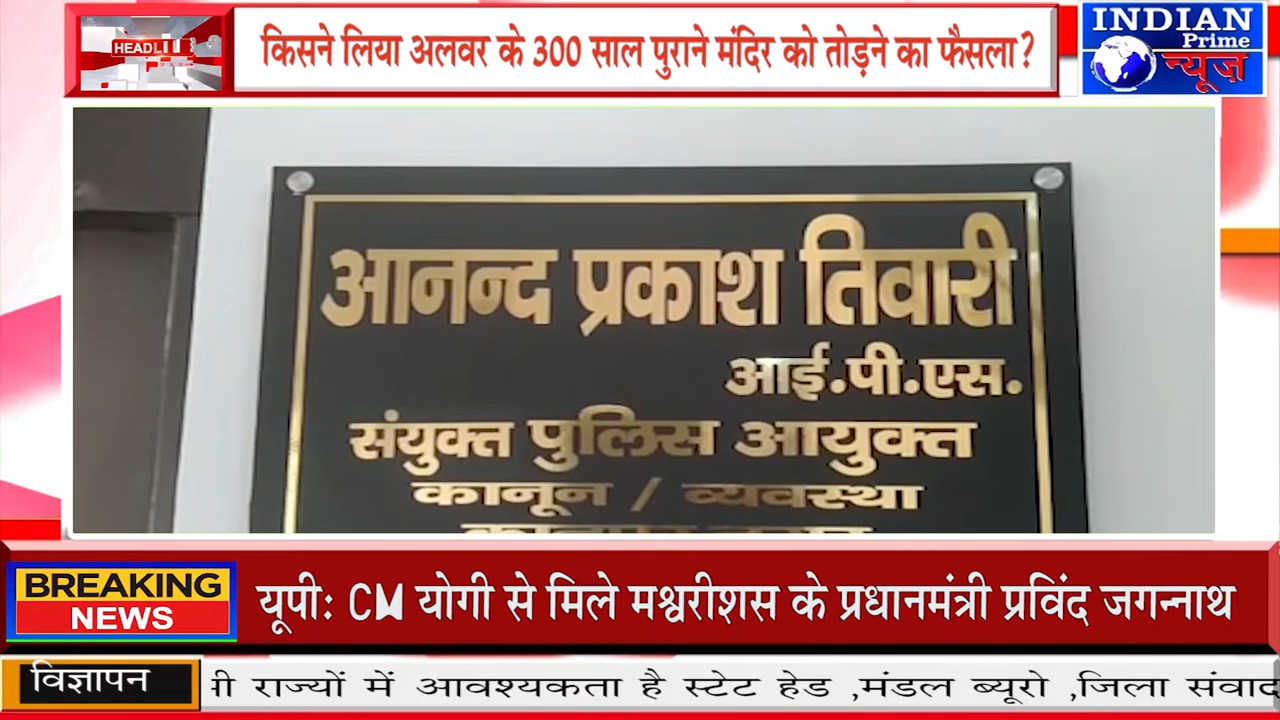 HEADLI
किसने लिया अलवर के 300 साल पुराने मंदिर को तोड़ने का फैसला?
INDIAN
Prime
न्यूज़
आनन्द प्रकाश तिवारी
आई.पी.एस.
संयुक्त पुलिस आयुक्त
कानून / व्यवस्था
BREAKING
NEWS
यूपी: CM योगी से मिले मश्वरीशस के प्रधानमंत्री प्रविंद जगन्नाथ
विज्ञापन
राज्यों में आवश्यकता है स्टेट हेड ,मंडल ब्यूरो ,जिला संवाद